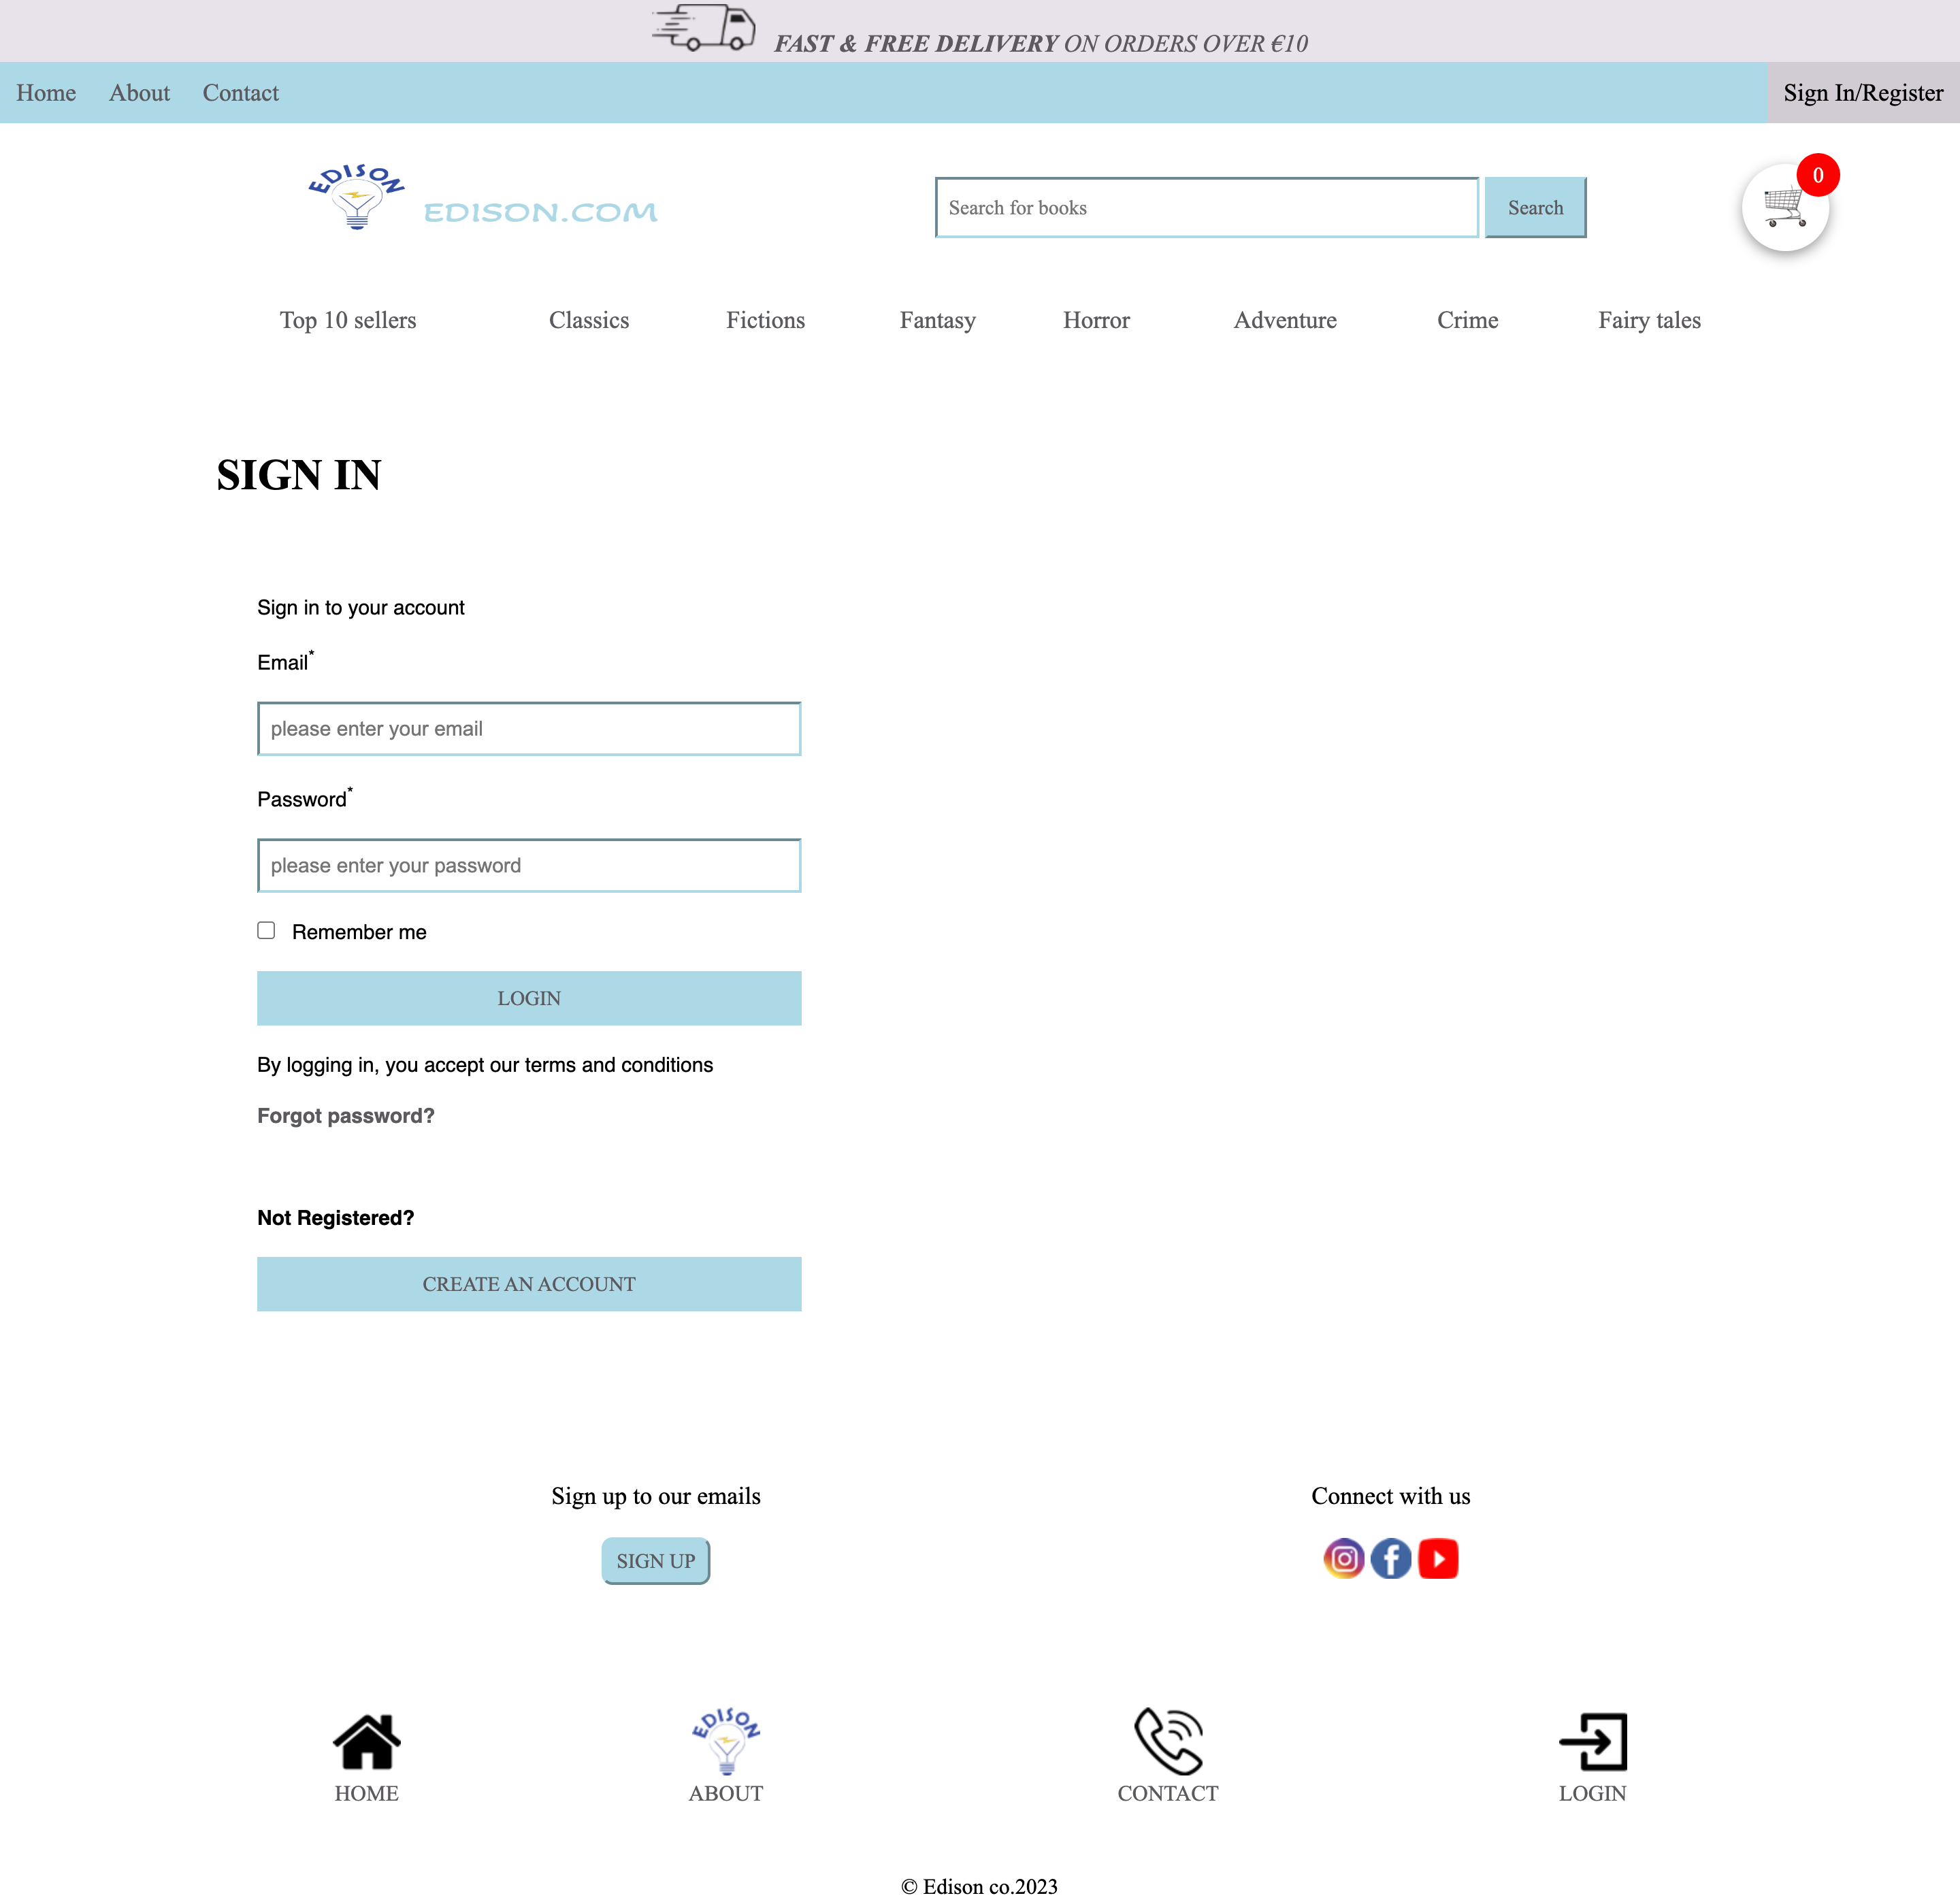 FAST & FREE DELIVERY ON ORDERS OVER €10
Home About Contact Sign In/Register
EDISON EDISON.COM Search for books Search 0
Top 10 sellers Classics Fictions Fantasy Horror Adventure Crime Fairy tales
SIGN IN
Sign in to your account
Email*
please enter your email
Password*
please enter your password
Remember me
LOGIN
By logging in, you accept our terms and conditions
Forgot password?
Not Registered?
CREATE AN ACCOUNT
Sign up to our emails Connect with us
SIGN UP
EDISON
HOME ABOUT CONTACT LOGIN
© Edison co.2023